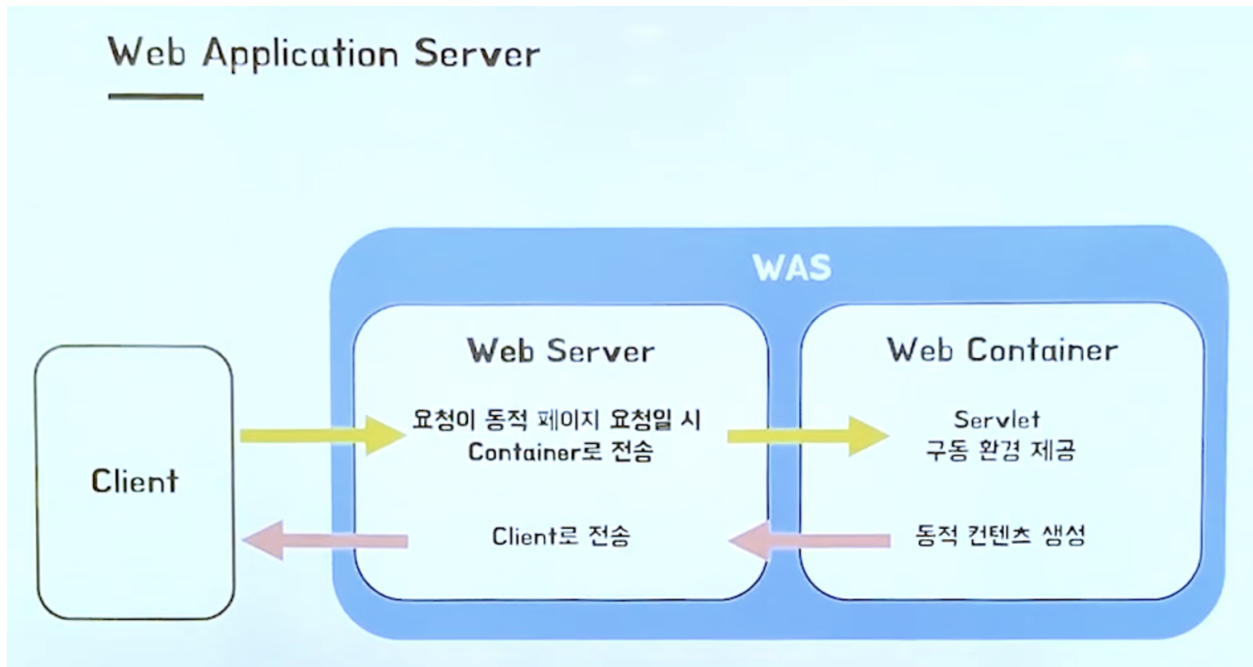 Web Application Server
WAS
Client
Web Server
요청이 동적 페이지 요청일 시
Container로 전송
Client로 전송
Web Container
Servlet
구동 환경 제공
동적 컨텐츠 생성